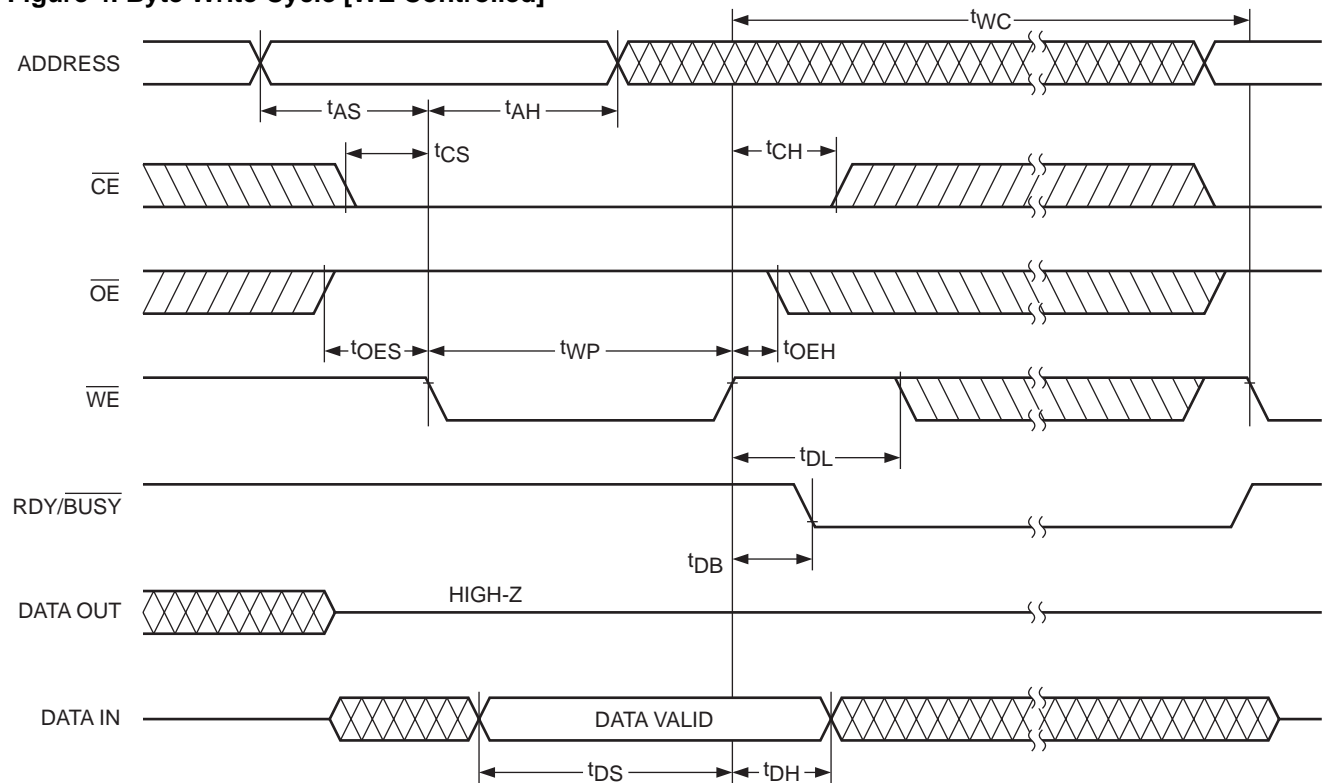 Figure 4. Byte Write Cycle [WE Controlled]
tWC
ADDRESS
tAS
tAH
tCS
tCH
CE
OE
tOES
tWP
tOEH
WE
tDL
RDY/BUSY
tDB
DATA OUT
HIGH-Z
DATA IN
DATA VALID
tDS
tDH